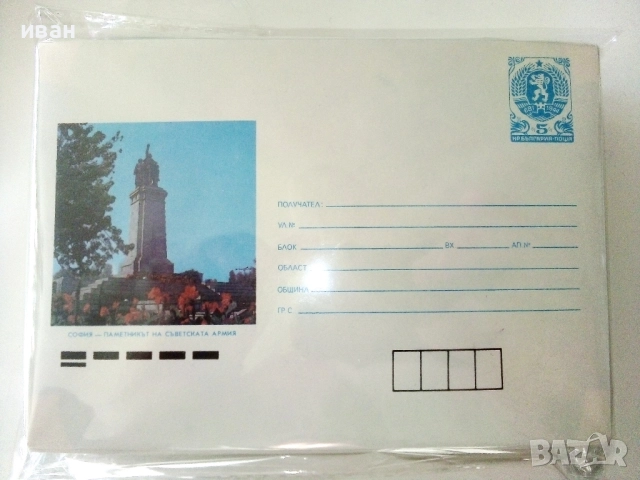 иван
5
НР БЪЛГАРИЯ • ПОЩА
ПОЛУЧАТЕЛ:
УЛ. №
БЛОК ВХ. АП. №
ОБЛАСТ
ОБЩИНА
ГР. С.
СОФИЯ — ПАМЕТНИКЪТ НА СЪВЕТСКАТА АРМИЯ
BAZAR